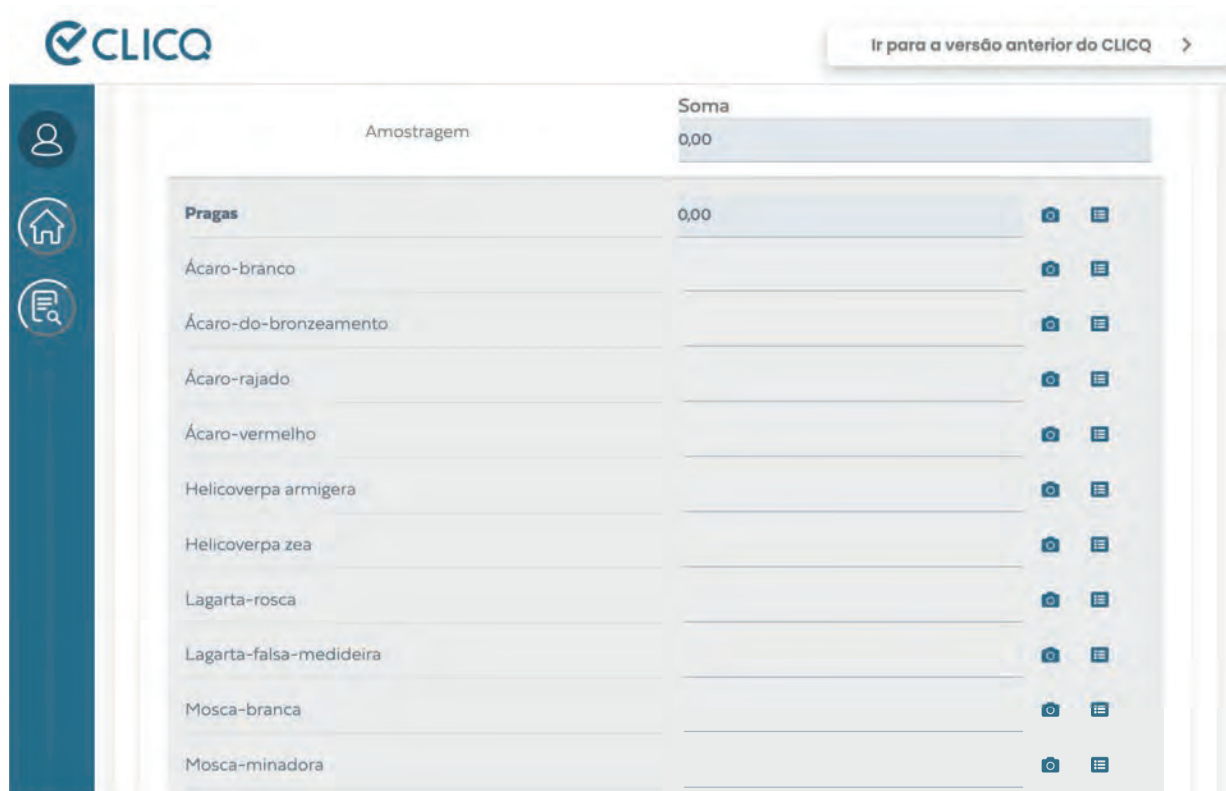 CLICQ
Ir para a versão anterior do CLICQ >
Soma
Amostragem
0,00
Pragas 0,00
Ácaro-branco
Ácaro-do-bronzeamento
Ácaro-rajado
Ácaro-vermelho
Helicoverpa armigera
Helicoverpa zea
Lagarta-rosca
Lagarta-falsa-medideira
Mosca-branca
Mosca-minadora